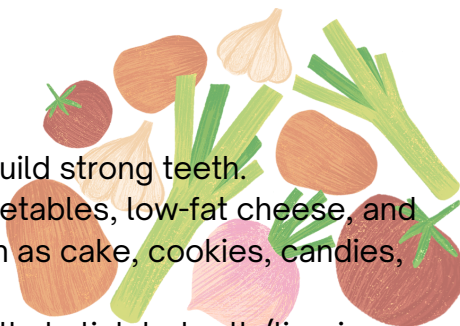 uild strong teeth.
etables, low-fat cheese, and
as cake, cookies, candies,